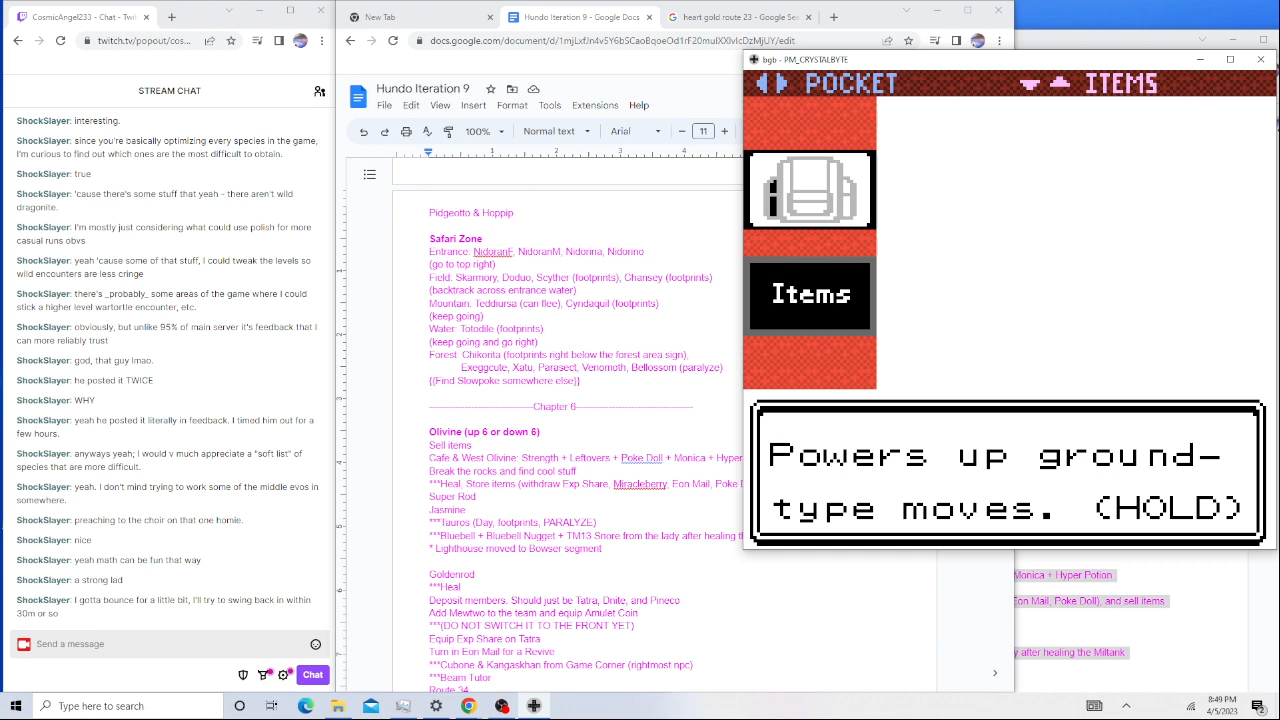 CosmicAngel233 - Chat - Twit
twitch.tv/popout/cos...
STREAM CHAT
ShockSlayer: interesting.
ShockSlayer: since you're basically optimizing every species in the game,
I'm curious to find out which ones are the most difficult to obtain.
ShockSlayer: true
ShockSlayer: 'cause there's some stuff that yeah - there aren't wild
dragonite.
ShockSlayer: I'm mostly just considering what could use polish for more
casual runs obvs
ShockSlayer: yeah 'cause some of that stuff, I could tweak the levels so
wild encounters are less cringe
ShockSlayer: there's _probably_ some areas of the game where I could
stick a higher level wartortle encounter, etc.
ShockSlayer: obviously, but unlike 95% of main server it's feedback that I
can more reliably trust
ShockSlayer: god, that guy lmao.
ShockSlayer: he posted it TWICE
ShockSlayer: WHY
ShockSlayer: yeah he posted it literally in feedback. I timed him out for a
few hours.
ShockSlayer: anyways yeah; I would v much appreciate a "soft list" of
species that are more difficult.
ShockSlayer: yeah. I don't mind trying to work some of the middle evos in
somewhere.
ShockSlayer: preaching to the choir on that one homie.
ShockSlayer: nice
ShockSlayer: yeah math can be fun that way
ShockSlayer: a strong lad
ShockSlayer: I gotta bounce for a little bit, I'll try to swing back in within
30m or so
Send a message
Chat
New Tab
Hundo Iteration 9 - Google Docs
heart gold route 23 - Google Sea
Hundo Iteration 9
File Edit View Insert Format Tools Extensions Help
100% Normal text Arial 11
1 2 3 4
Pidgeotto & Hoppip
Safari Zone
Entrance: NidoranF, NidoranM, Nidorina, Nidorino
(go to top right)
Field: Skarmory, Doduo, Scyther (footprints), Chansey (footprints)
(backtrack across entrance water)
Mountain: Teddiursa (can flee), Cyndaquil (footprints)
(keep going)
Water: Totodile (footprints)
(keep going and go right)
Forest: Chikorita (footprints right below the forest area sign),
Exeggcute, Xatu, Parasect, Venomoth, Bellossom (paralyze)
{{Find Slowpoke somewhere else}}
Chapter 6
Olivine (up 6 or down 6)
Sell items
Cafe & West Olivine: Strength + Leftovers + Poke Doll + Monica + Hyper
Break the rocks and find cool stuff
***Heal, Store items (withdraw Exp Share, Miracleberry, Eon Mail, Poke D
Super Rod
Jasmine
***Tauros (Day, footprints, PARALYZE)
***Bluebell + Bluebell Nugget + TM13 Snore from the lady after healing th
* Lighthouse moved to Bowser segment
Goldenrod
***Heal
Deposit members. Should just be Tatra, Dnite, and Pineco
Add Mewtwo to the team and equip Amulet Coin
***(DO NOT SWITCH IT TO THE FRONT YET)
Equip Exp Share on Tatra
Turn in Eon Mail for a Revive
***Cubone & Kangaskhan from Game Corner (rightmost npc)
***Beam Tutor
Route 34
bgb - PM_CRYSTALBYTE
POCKET ITEMS
Items
Powers up ground-
type moves. (HOLD)
Monica + Hyper Potion
Eon Mail, Poke Doll), and sell items
y after healing the Miltank
Type here to search
8:49 PM
4/5/2023